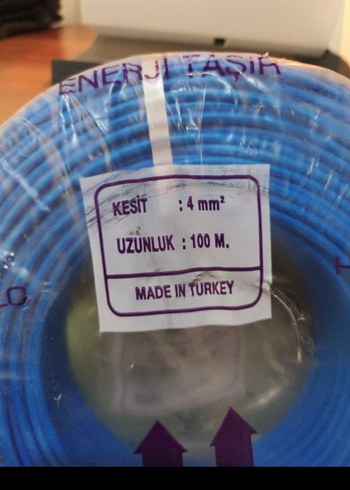 ENERJİ TAŞIR
KESİT : 4 mm²
UZUNLUK : 100 M.
MADE IN TURKEY